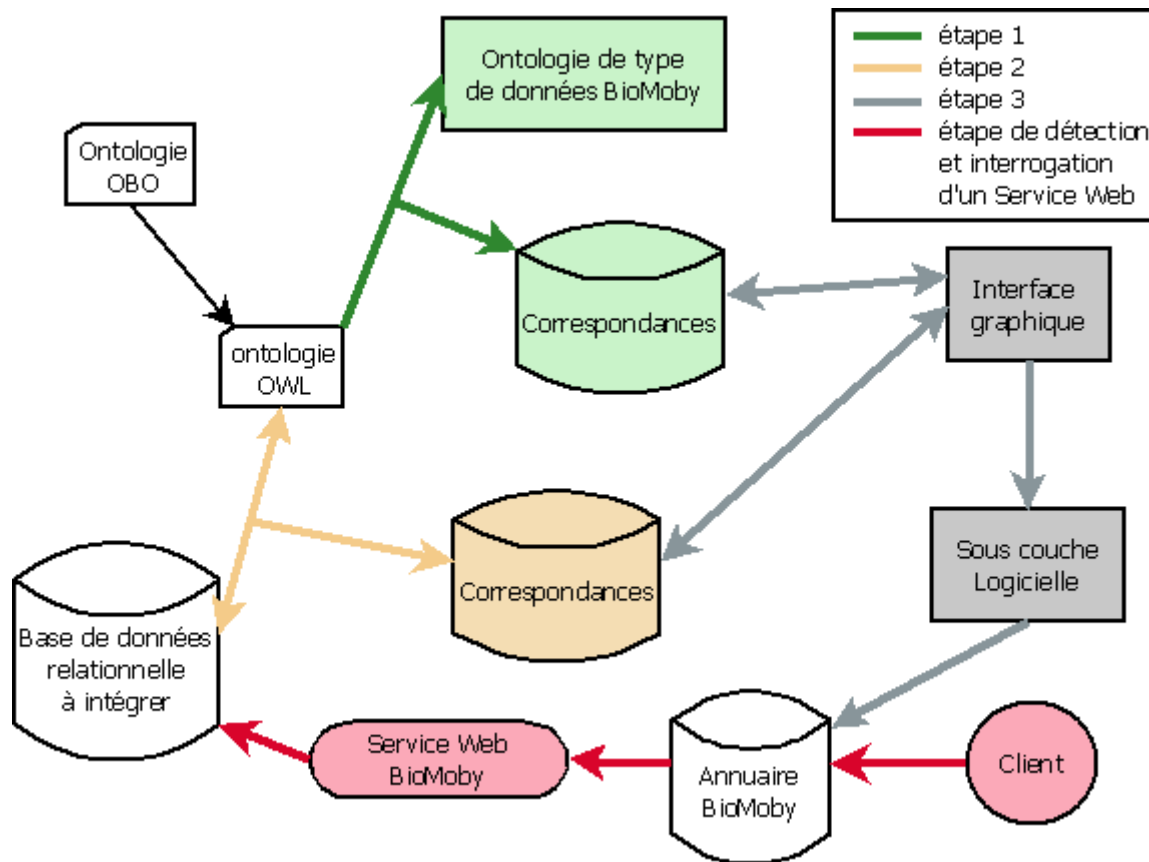 Ontologie de type
de données BioMoby
étape 1
étape 2
étape 3
étape de détection
et interrogation
d'un Service Web
Ontologie
OBO
Correspondances
Interface
graphique
ontologie
OWL
Correspondances
Sous couche
Logicielle
Base de données
relationnelle
à intégrer
Service Web
BioMoby
Annuaire
BioMoby
Client